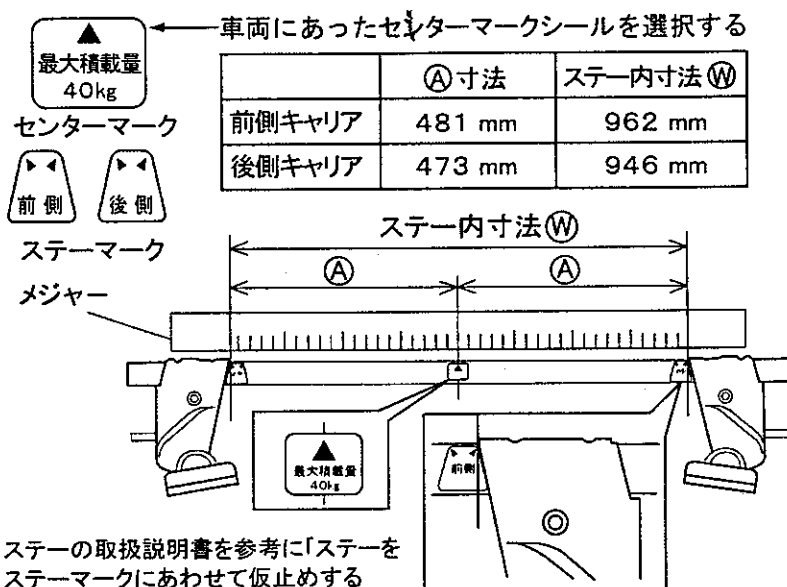 ▲
最大積載量
40kg
センターマーク
車両にあったセンターマークシールを選択する
Ⓐ寸法 ステー内寸法Ⓦ
前側キャリア 481 mm 962 mm
後側キャリア 473 mm 946 mm
前側 後側
ステーマーク
ステー内寸法Ⓦ
Ⓐ Ⓐ
メジャー
▲
最大積載量
40kg
前側
ステーの取扱説明書を参考に「ステーを
ステーマークにあわせて仮止めする